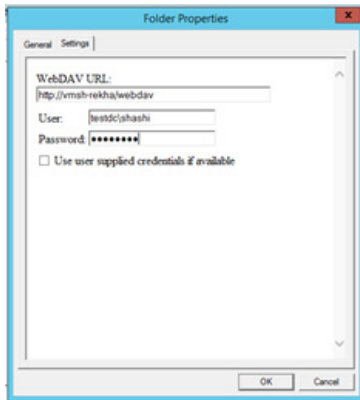 Folder Properties
x
General Settings
WebDAV URL:
http://vmsh-rekha/webdav
User: testdc\shashi
Password: ●●●●●●●●
Use user supplied credentials if available
OK Cancel